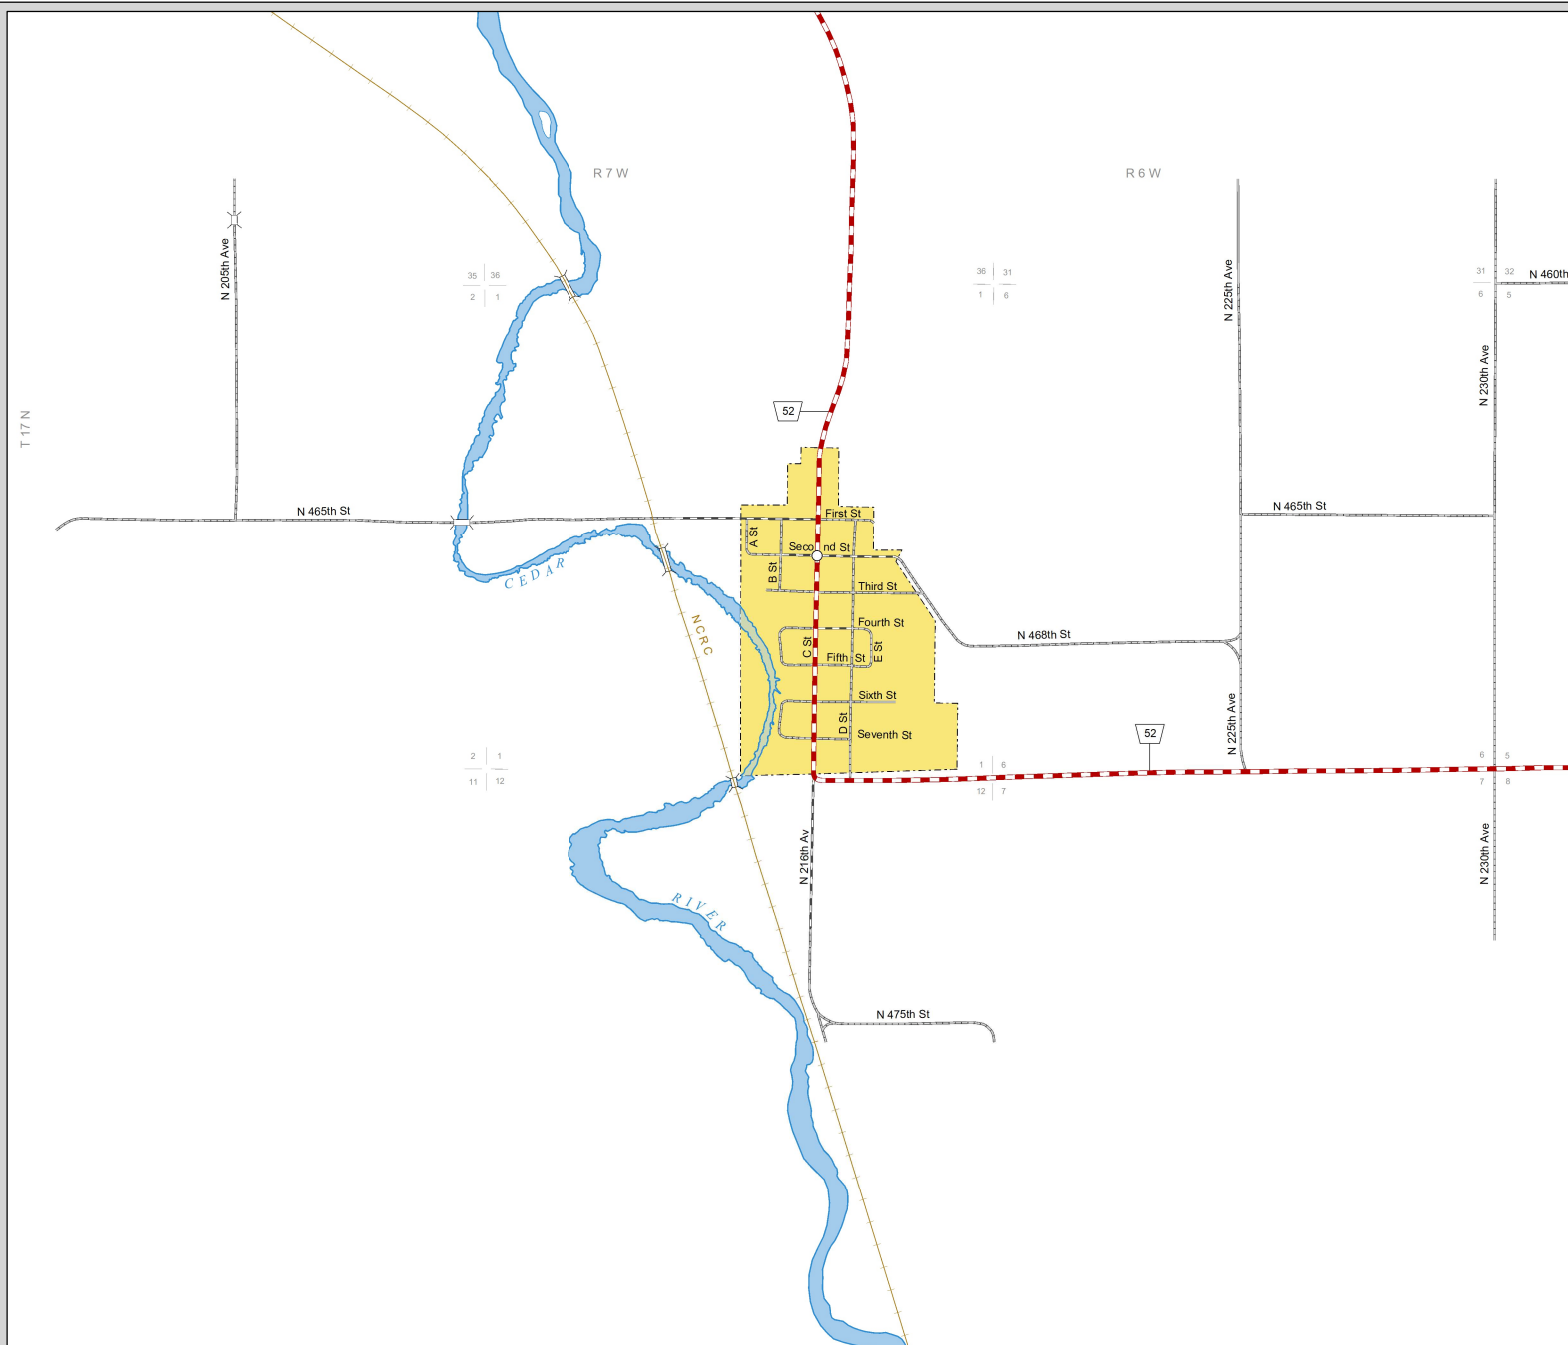 R 7 W
R 6 W
N 205th Ave
N 225th Ave
35 36
2 1
36 31
1 6
31 32
6 5
N 460th
N 230th Ave
T 17 N
52
N 465th St
N 465th St
First St
A St
Second St
B St
CEDAR
Third St
NCRC
Fourth St
C St
E St
Fifth St
N 468th St
Sixth St
D St
Seventh St
N 225th Ave
52
2 1
11 12
1 6
12 7
6 5
7 8
N 216th Av
N 230th Ave
RIVER
N 475th St